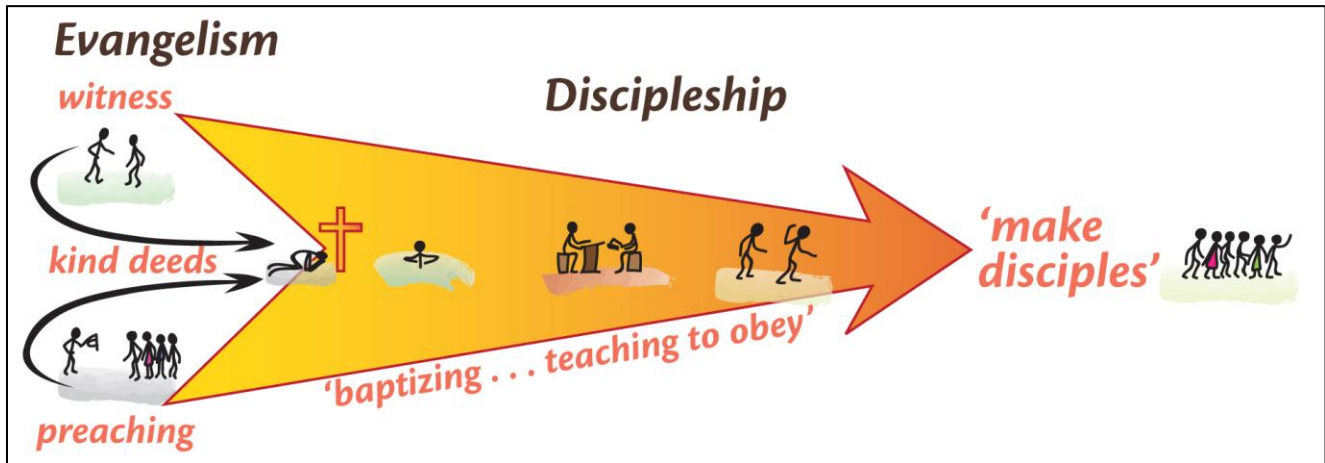 Evangelism
witness
Discipleship
kind deeds
‘make
disciples’
‘baptizing . . . teaching to obey’
preaching